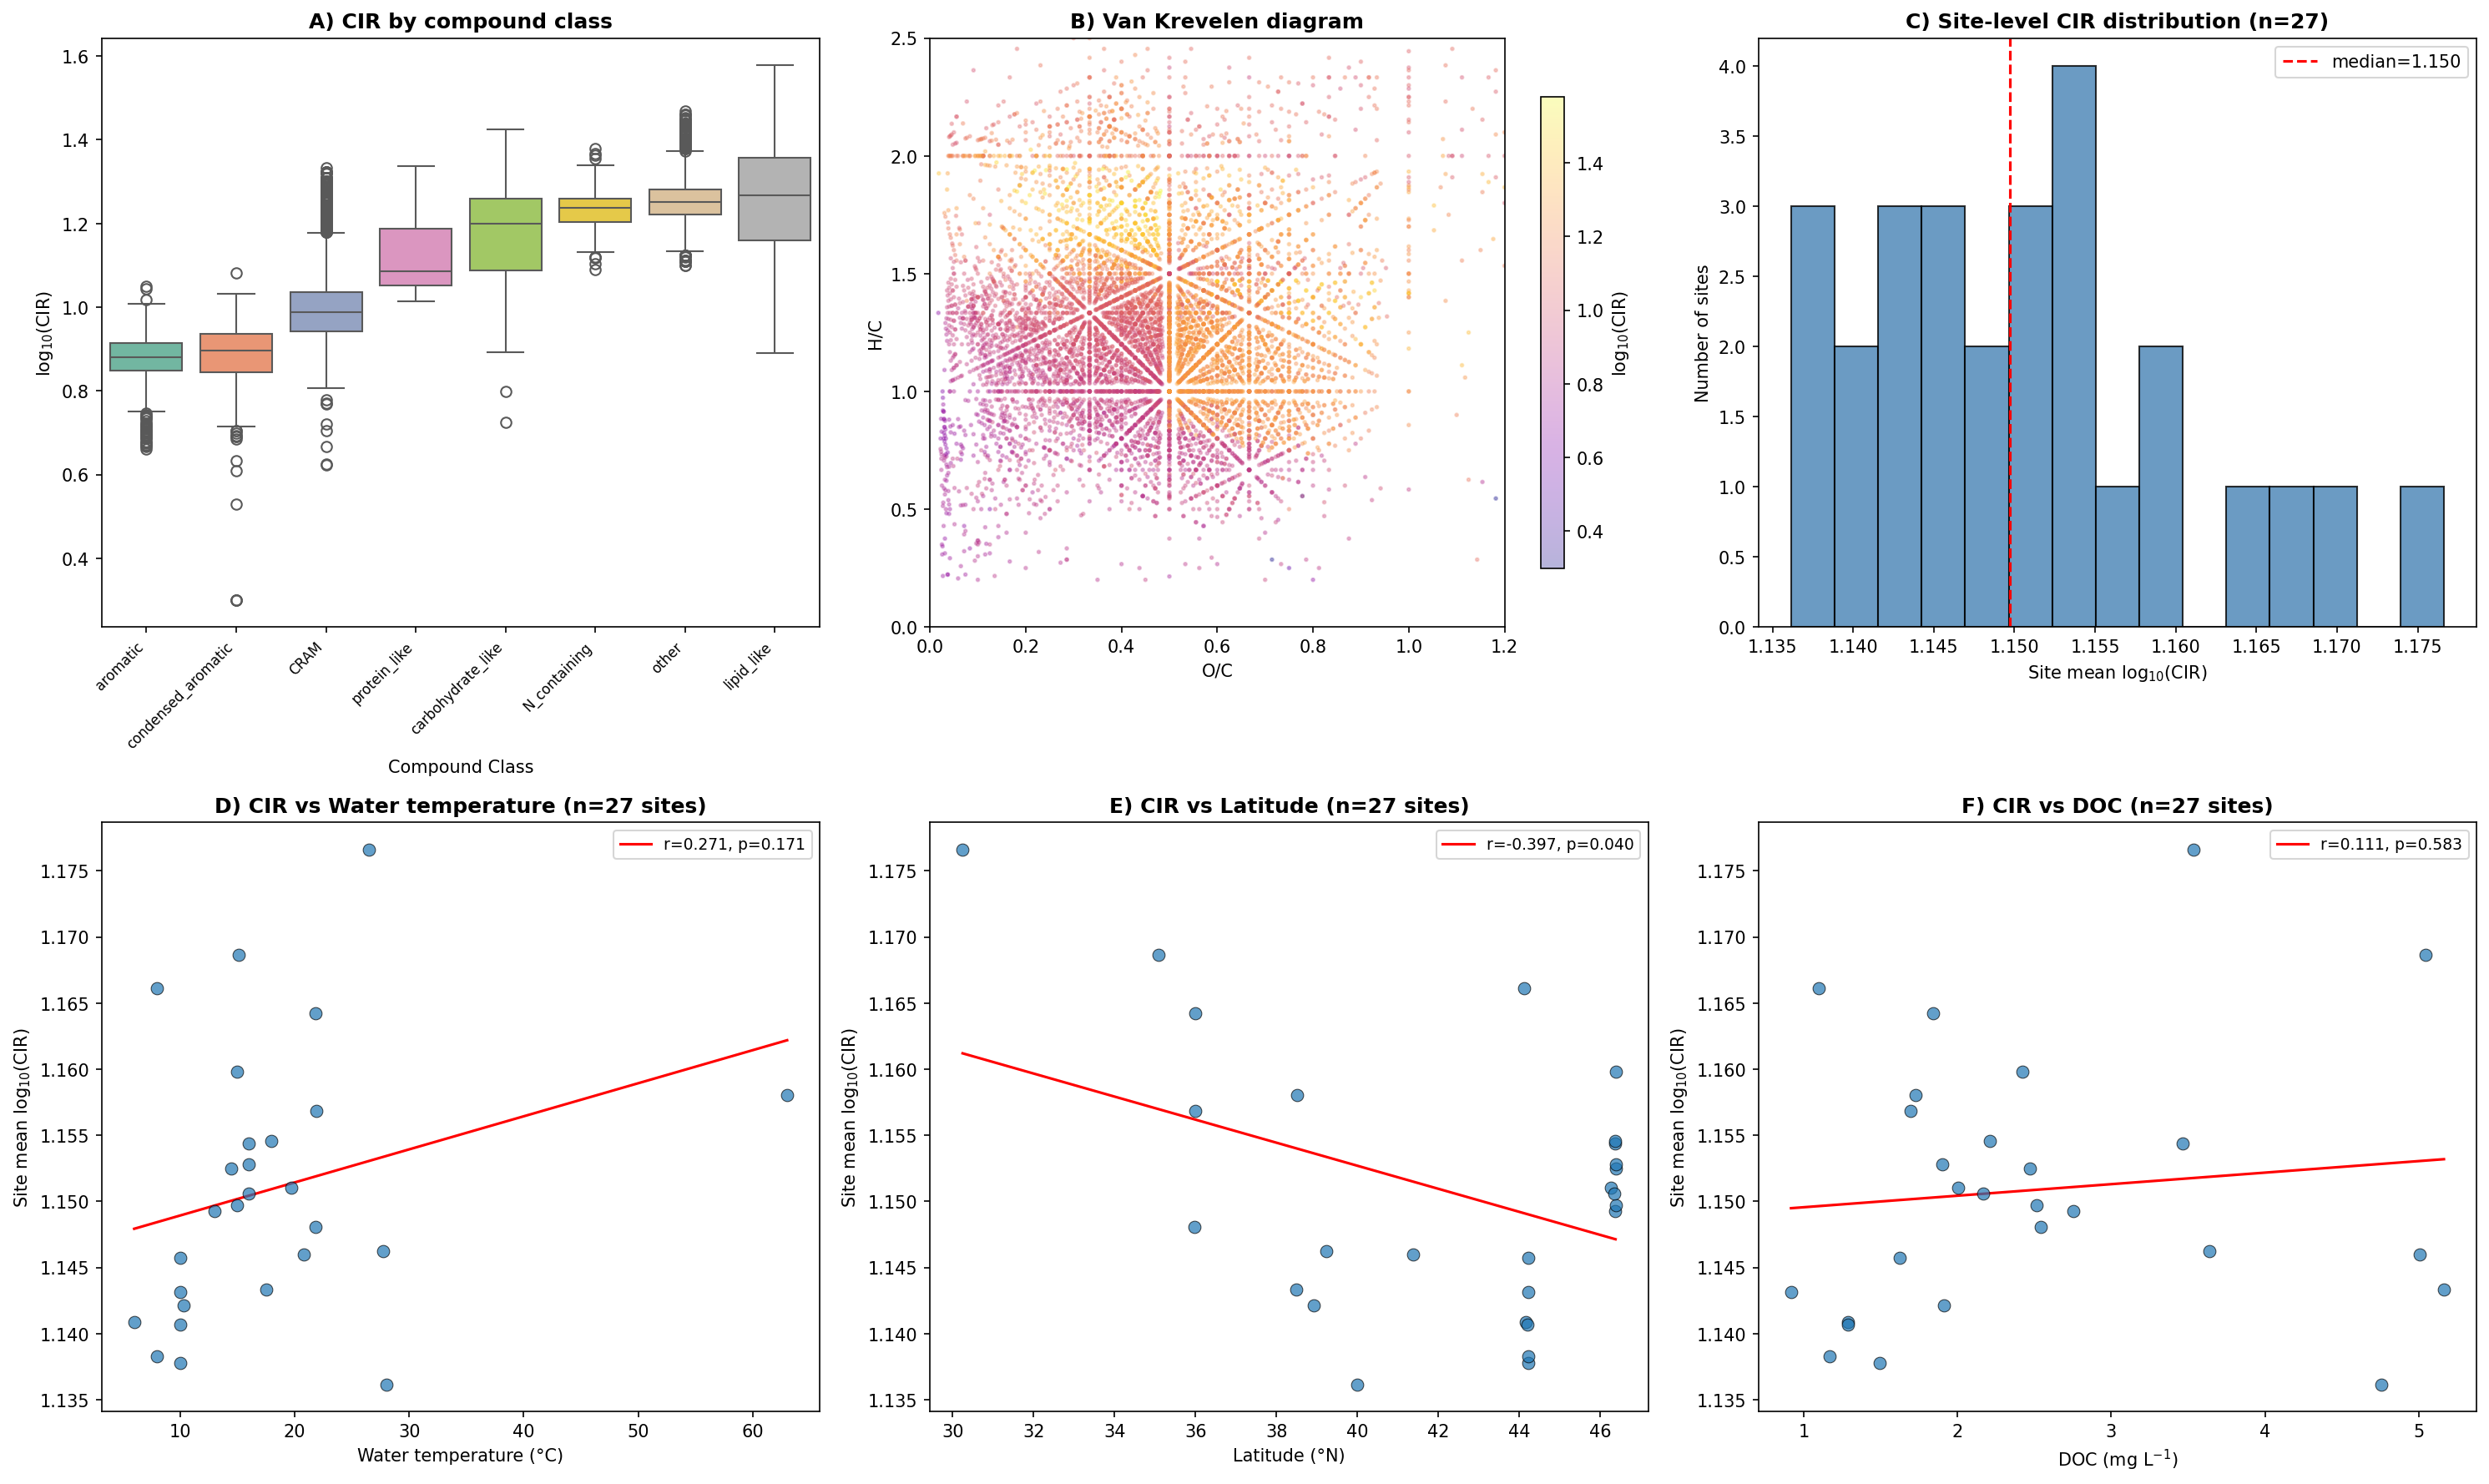 A) CIR by compound class
log10(CIR)
1.6
1.4
1.2
1.0
0.8
0.6
0.4
aromatic
condensed_aromatic
CRAM
protein_like
carbohydrate_like
N_containing
other
lipid_like
Compound Class
B) Van Krevelen diagram
H/C
2.5
2.0
1.5
1.0
0.5
0.0
0.0 0.2 0.4 0.6 0.8 1.0 1.2
O/C
1.4
1.2
1.0
0.8
0.6
0.4
log10(CIR)
C) Site-level CIR distribution (n=27)
median=1.150
Number of sites
4.0
3.5
3.0
2.5
2.0
1.5
1.0
0.5
0.0
1.135 1.140 1.145 1.150 1.155 1.160 1.165 1.170 1.175
Site mean log10(CIR)
D) CIR vs Water temperature (n=27 sites)
r=0.271, p=0.171
Site mean log10(CIR)
1.175
1.170
1.165
1.160
1.155
1.150
1.145
1.140
1.135
10 20 30 40 50 60
Water temperature (°C)
E) CIR vs Latitude (n=27 sites)
r=-0.397, p=0.040
Site mean log10(CIR)
1.175
1.170
1.165
1.160
1.155
1.150
1.145
1.140
1.135
30 32 34 36 38 40 42 44 46
Latitude (°N)
F) CIR vs DOC (n=27 sites)
r=0.111, p=0.583
Site mean log10(CIR)
1.175
1.170
1.165
1.160
1.155
1.150
1.145
1.140
1.135
1 2 3 4 5
DOC (mg L−1)